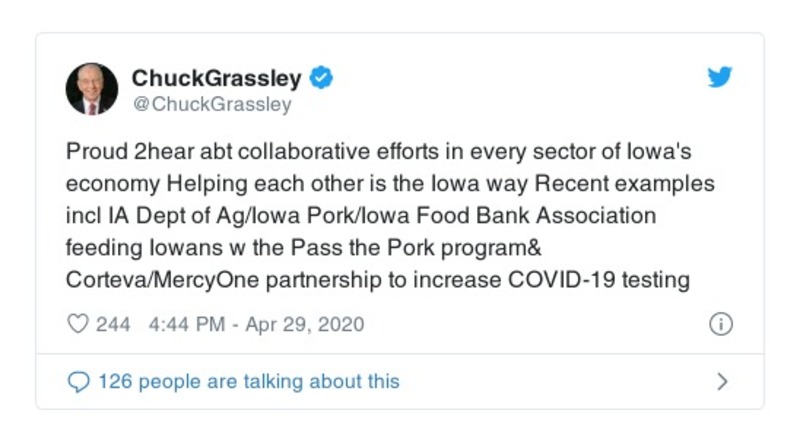 ChuckGrassley
@ChuckGrassley
Proud 2hear abt collaborative efforts in every sector of Iowa's
economy Helping each other is the Iowa way Recent examples
incl IA Dept of Ag/Iowa Pork/Iowa Food Bank Association
feeding Iowans w the Pass the Pork program&
Corteva/MercyOne partnership to increase COVID-19 testing
244 4:44 PM - Apr 29, 2020
126 people are talking about this